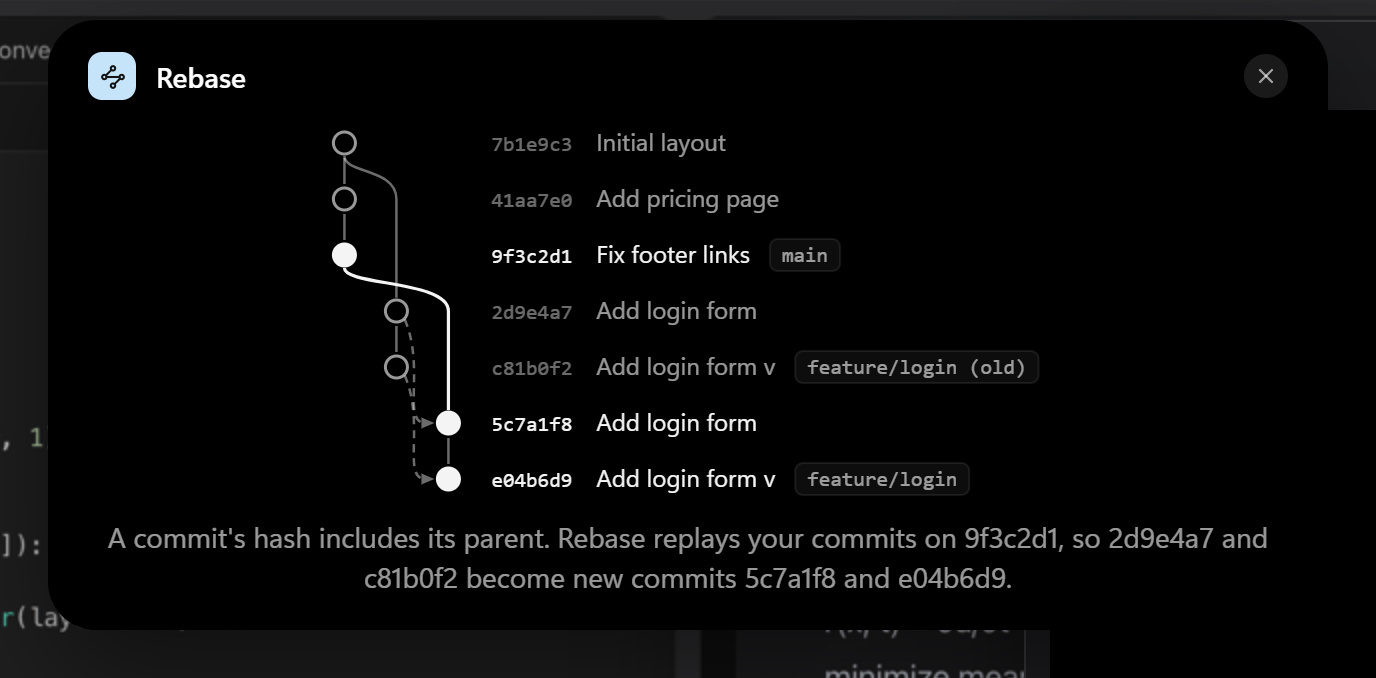 Rebase
7b1e9c3 Initial layout
41aa7e0 Add pricing page
9f3c2d1 Fix footer links main
2d9e4a7 Add login form
c81b0f2 Add login form v feature/login (old)
5c7a1f8 Add login form
e04b6d9 Add login form v feature/login
, 1
]):
r(lay
A commit's hash includes its parent. Rebase replays your commits on 9f3c2d1, so 2d9e4a7 and
c81b0f2 become new commits 5c7a1f8 and e04b6d9.